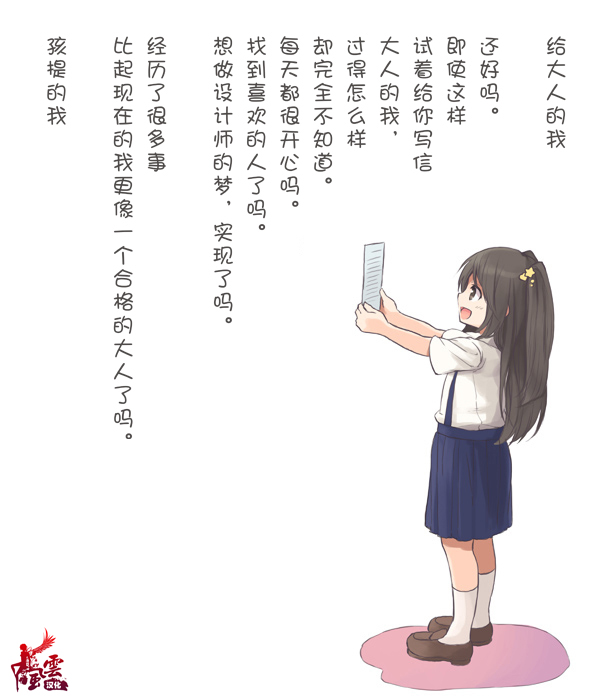 给大人的我
还好吗。
即使这样
试着给你写信
大人的我，
过得怎么样
却完全不知道。
每天都很开心吗。
找到喜欢的人了吗。
想做设计师的梦，实现了吗。
经历了很多事
比起现在的我更像一个合格的大人了吗。
孩提的我
風雲
汉化